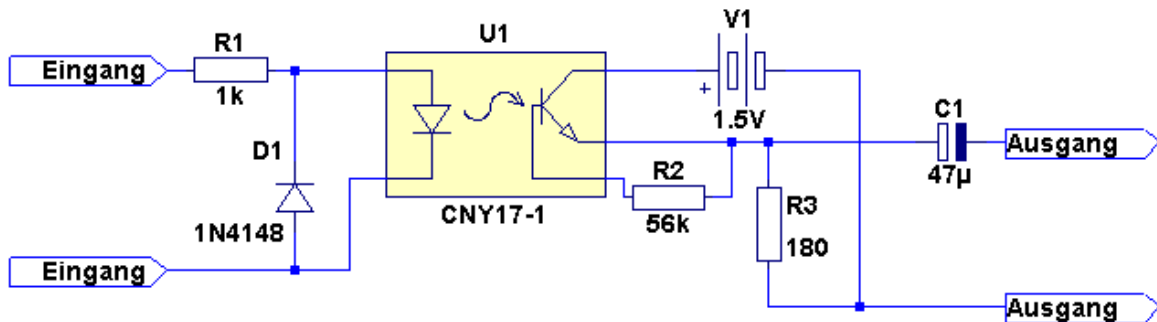 Eingang
R1
1k
D1
1N4148
Eingang
U1
CNY17-1
V1
+
1.5V
R2
56k
R3
180
C1
47µ
Ausgang
Ausgang